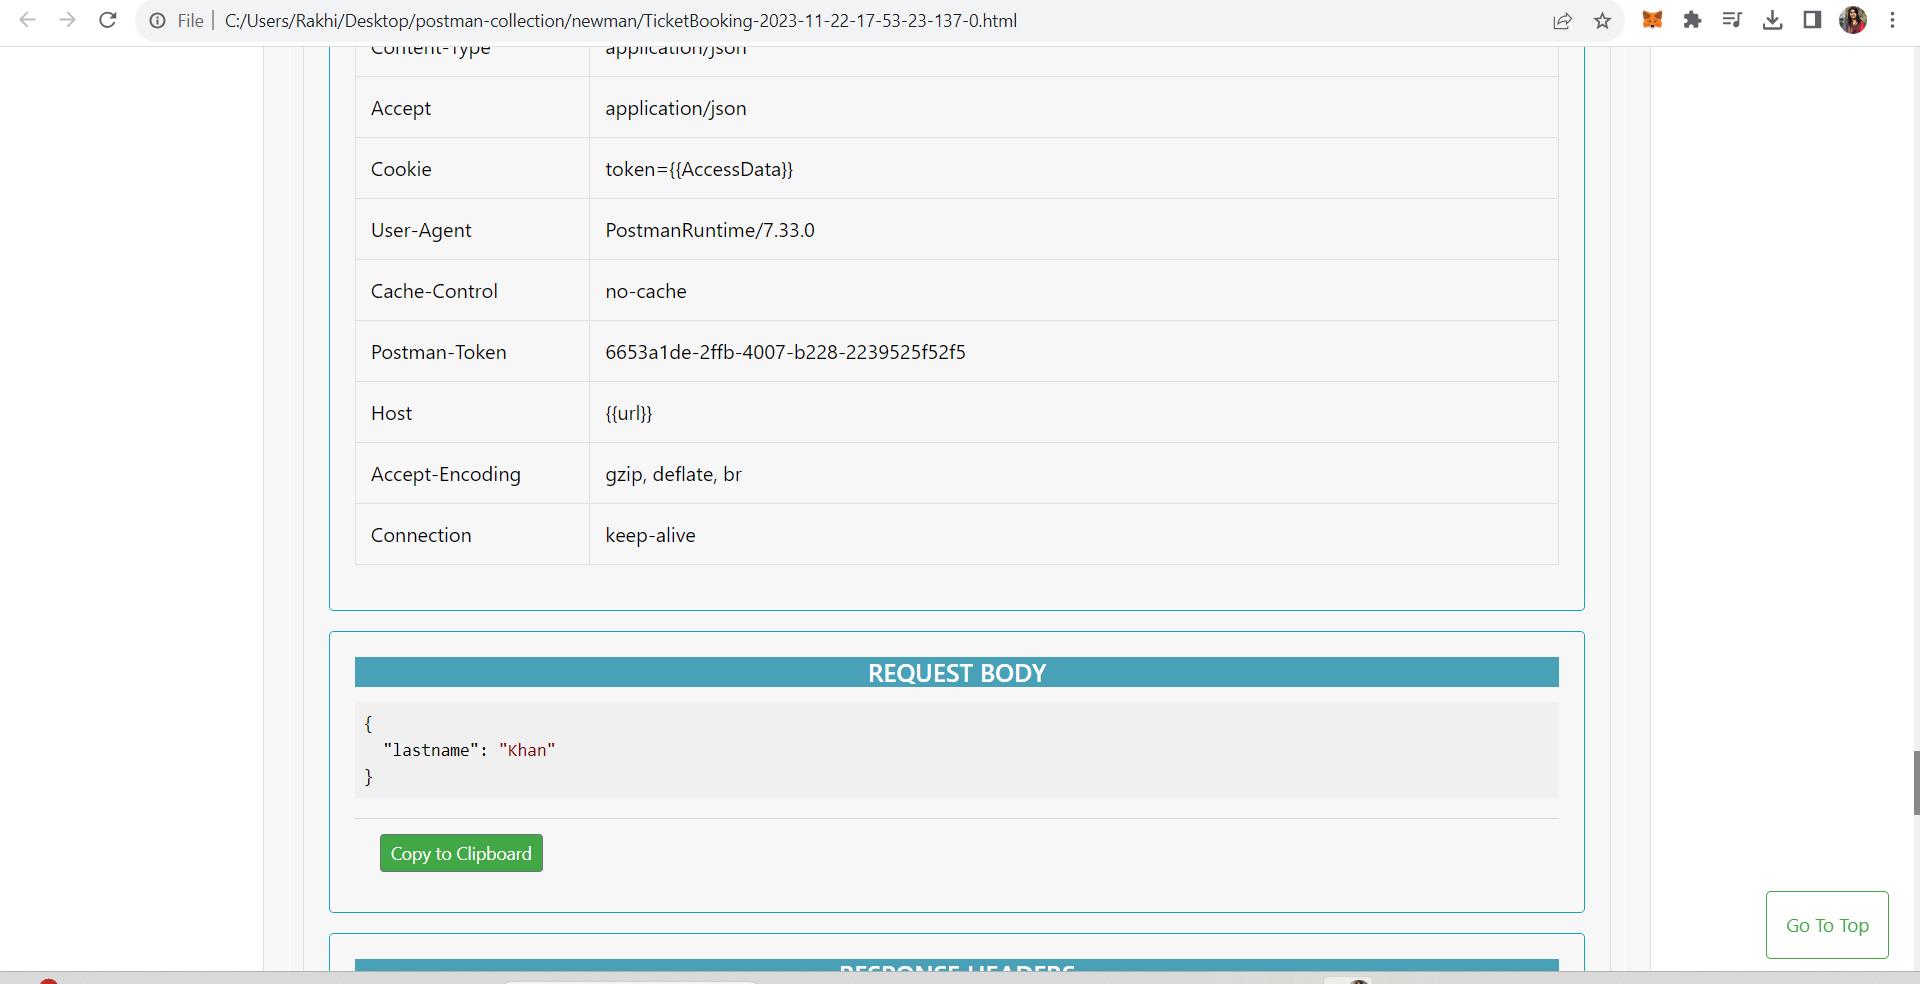 File
C:/Users/Rakhi/Desktop/postman-collection/newman/TicketBooking-2023-11-22-17-53-23-137-0.html
Content-Type application/json
Accept application/json
Cookie token={{AccessData}}
User-Agent PostmanRuntime/7.33.0
Cache-Control no-cache
Postman-Token 6653a1de-2ffb-4007-b228-2239525f52f5
Host {{url}}
Accept-Encoding gzip, deflate, br
Connection keep-alive
REQUEST BODY
{
"lastname": "Khan"
}
Copy to Clipboard
Go To Top
RESPONSE HEADERS